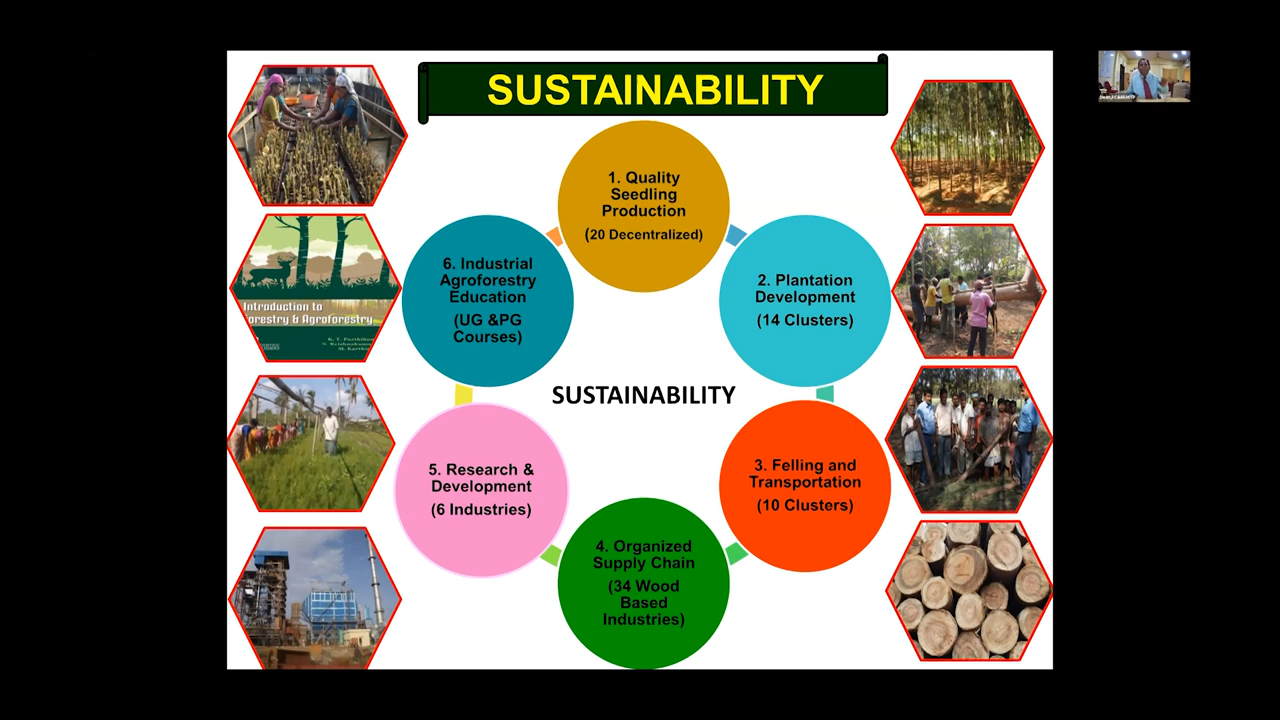 SUSTAINABILITY
1. Quality
Seedling
Production
(20 Decentralized)
2. Plantation
Development
(14 Clusters)
3. Felling and
Transportation
(10 Clusters)
4. Organized
Supply Chain
(34 Wood
Based
Industries)
5. Research &
Development
(6 Industries)
6. Industrial
Agroforestry
Education
(UG &PG
Courses)
SUSTAINABILITY
Introduction to
orestry & Agroforestry
K. T. Parthiban